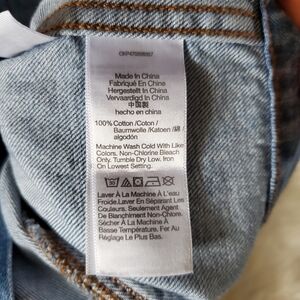 Made In China
Fabriqué En Chine
Hergestellt In China
Vervaardigd In China
中国製
hecho en china
100% Cotton /Coton /
Baumwolle /Katoen / 綿
algodón
Machine Wash Cold With Like
Colors, Non-Chlorine Bleach
Only, Tumble Dry Low. Iron
On Lowest Setting.
Laver À La Machine À L'eau
Froide.Laver En Séparant Les
Couleurs, Seulement Agent
De Blanchiment Non-Chlorus.
Sécher À La Machine À
Basse Température, Fer Au
Réglage Le Plus Bas.